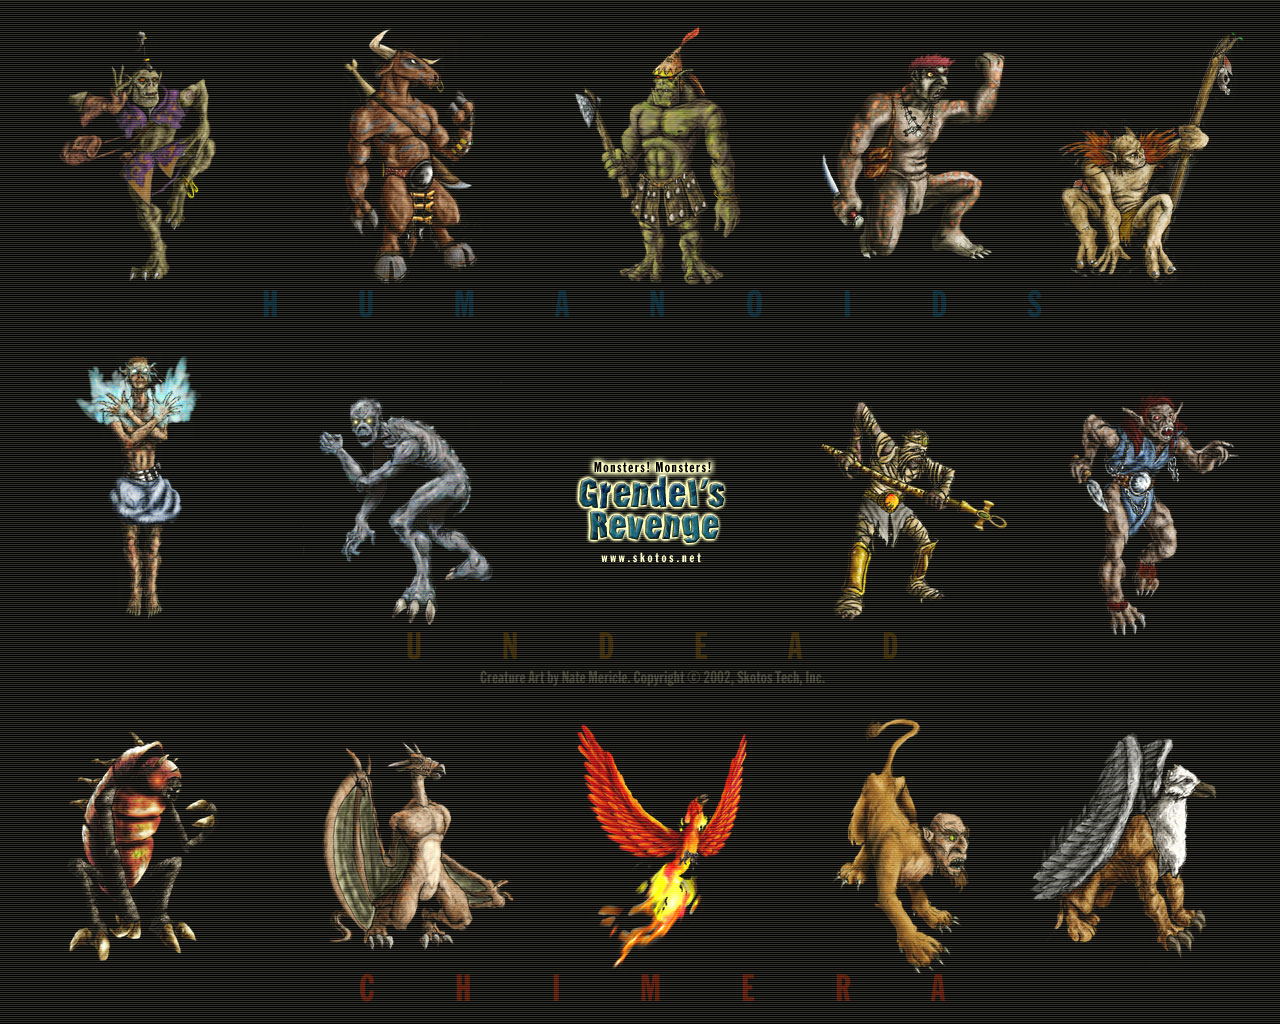 HUMANOIDS
Monsters! Monsters!
Grendel's
Revenge
www.skotos.net
UNDEAD
Creature Art by Nate Mericle. Copyright © 2002, Skotos Tech, Inc.
CHIMERA